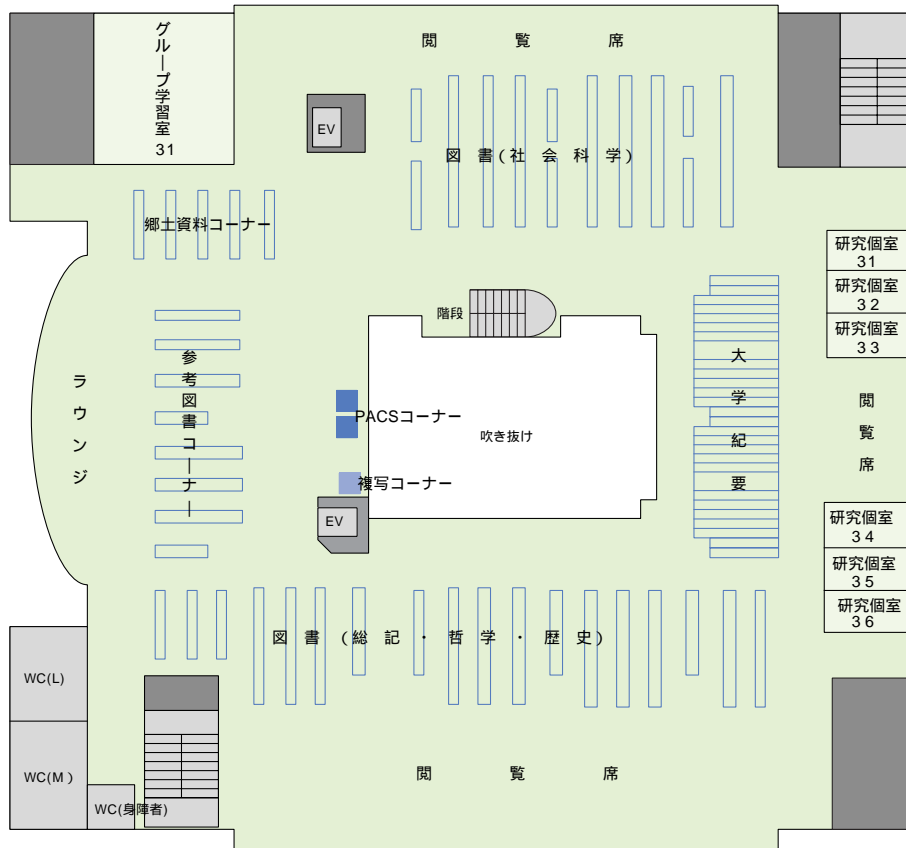 閲覧席
グループ学習室
31
EV
図書(社会科学)
郷土資料コーナー
研究個室
31
研究個室
32
研究個室
33
階段
参考図書コーナー
大学紀要
ラウンジ
PACSコーナー
吹き抜け
閲覧席
複写コーナー
EV
研究個室
34
研究個室
35
研究個室
36
図書(総記・哲学・歴史)
WC(L)
WC(M)
閲覧席
WC(身障者)